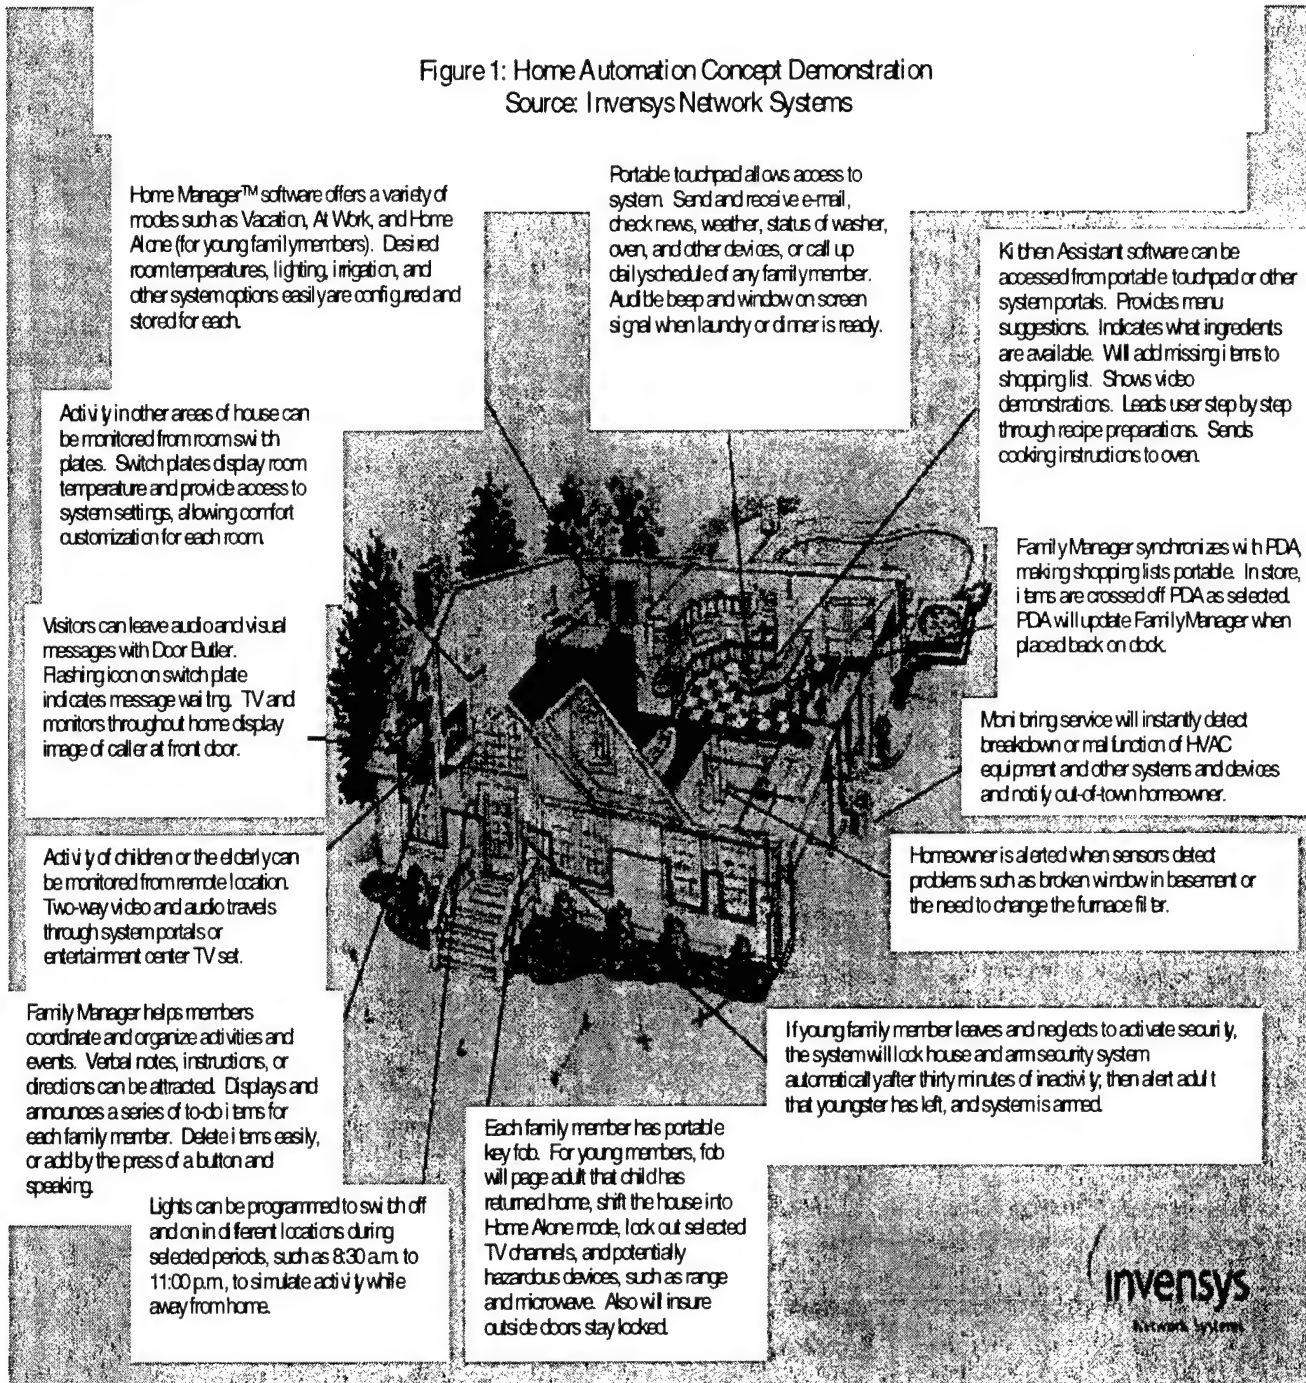 Figure 1: Home Automation Concept Demonstration
Source: Invensys Network Systems
Home Manager™ software offers a variety of
modes such as Vacation, At Work, and Home
Alone (for young family members). Desired
room temperatures, lighting, irrigation, and
other system options easily are configured and
stored for each.
Portable touchpad allows access to
system. Send and receive e-mail,
check news, weather, status of washer,
oven, and other devices, or call up
daily schedule of any family member.
Audible beep and window on screen
signal when laundry or dinner is ready.
Kitchen Assistant software can be
accessed from portable touchpad or other
system portals. Provides menu
suggestions. Indicates what ingredients
are available. Will add missing items to
shopping list. Shows video
demonstrations. Leads user step by step
through recipe preparations. Sends
cooking instructions to oven.
Activity in other areas of house can
be monitored from room switch
plates. Switch plates display room
temperature and provide access to
system settings, allowing comfort
customization for each room.
Family Manager synchronizes with PDA,
making shopping lists portable. In store,
items are crossed off PDA as selected.
PDA will update Family Manager when
placed back on dock.
Visitors can leave audio and visual
messages with Door Butler.
Flashing icon on switch plate
indicates message waiting. TV and
monitors throughout home display
image of caller at front door.
Monitoring service will instantly detect
breakdown or malfunction of HVAC
equipment and other systems and devices
and notify out-of-town homeowner.
Activity of children or the elderly can
be monitored from remote location.
Two-way video and audio travels
through system portals or
entertainment center TV set.
Homeowner is alerted when sensors detect
problems such as broken window in basement or
the need to change the furnace filter.
Family Manager helps members
coordinate and organize activities and
events. Verbal notes, instructions, or
directions can be attracted. Displays and
announces a series of to-do items for
each family member. Delete items easily,
or add by the press of a button and
speaking.
If young family member leaves and neglects to activate security,
the system will lock house and arm security system
automatically after thirty minutes of inactivity, then alert adult
that youngster has left, and system is armed.
Each family member has portable
key fob. For young members, fob
will page adult that child has
returned home, shift the house into
Home Alone mode, lock out selected
TV channels, and potentially
hazardous devices, such as range
and microwave. Also will insure
outside doors stay locked.
Lights can be programmed to switch off
and on in different locations during
selected periods, such as 8:30 a.m. to
11:00 p.m., to simulate activity while
away from home.
invensys
Network Systems